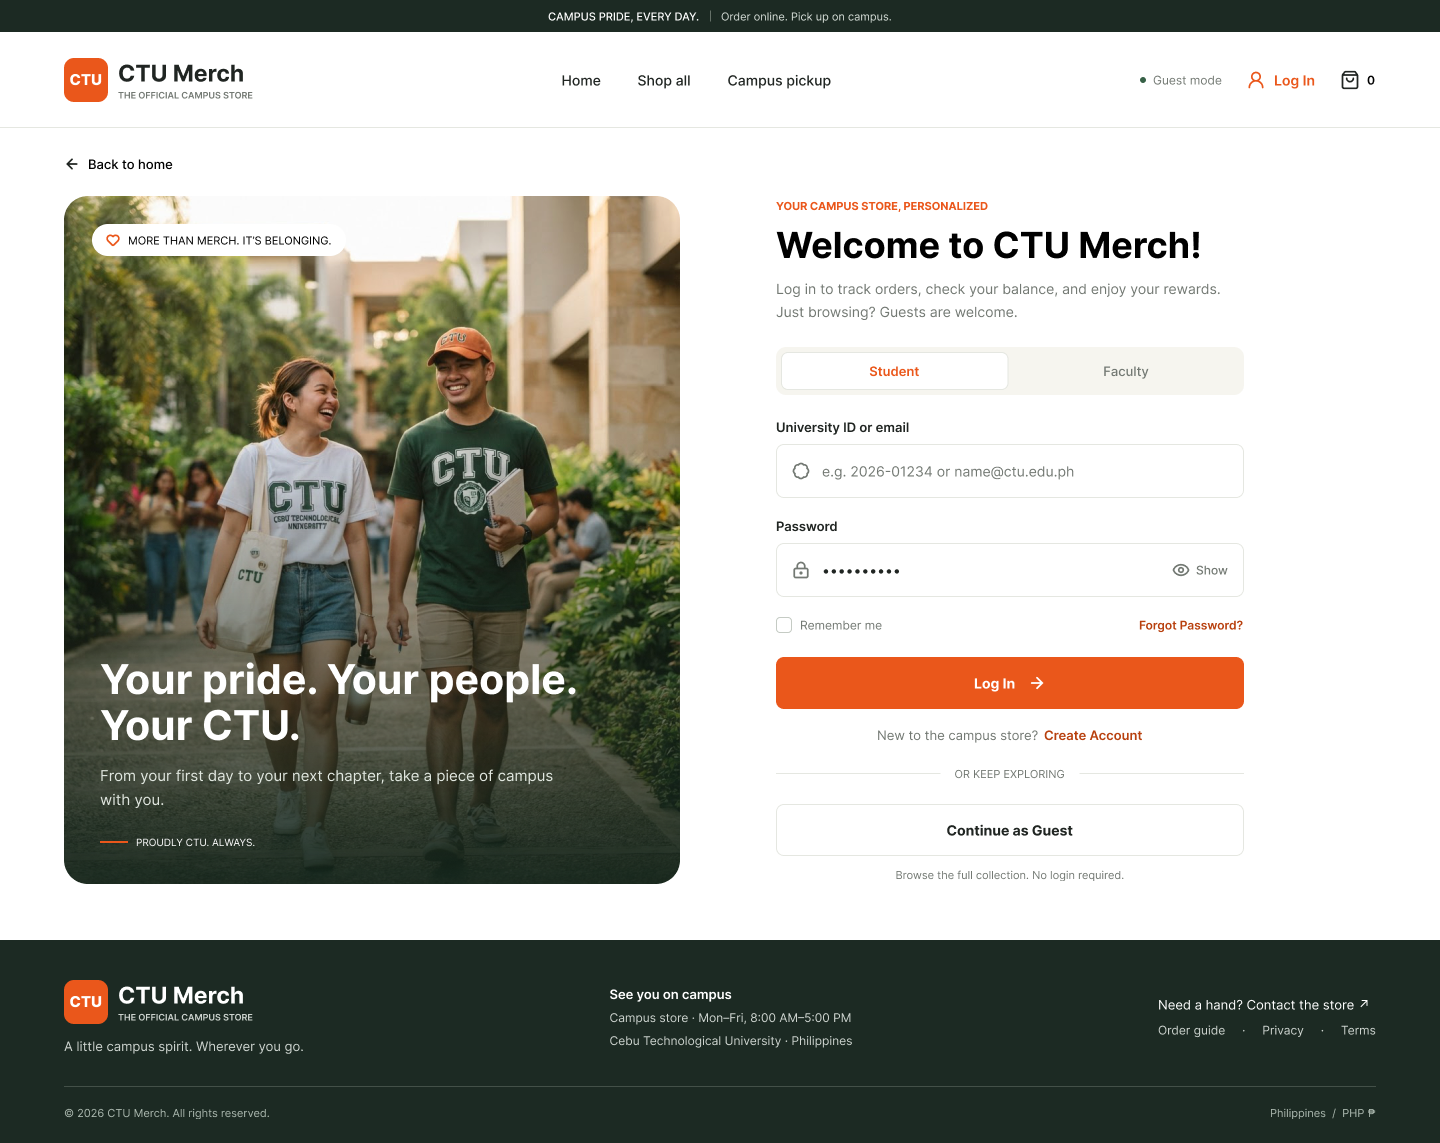 CAMPUS PRIDE, EVERY DAY. | Order online. Pick up on campus.
CTU
CTU Merch
THE OFFICIAL CAMPUS STORE
Home
Shop all
Campus pickup
Guest mode
Log In
0
Back to home
MORE THAN MERCH. IT'S BELONGING.
CTU
CTU
CTU
CEBU TECHNOLOGICAL
UNIVERSITY
CTU
Your pride. Your people.
Your CTU.
From your first day to your next chapter, take a piece of campus
with you.
PROUDLY CTU. ALWAYS.
YOUR CAMPUS STORE, PERSONALIZED
Welcome to CTU Merch!
Log in to track orders, check your balance, and enjoy your rewards.
Just browsing? Guests are welcome.
Student
Faculty
University ID or email
e.g. 2026-01234 or name@ctu.edu.ph
Password
••••••••••
Show
Remember me
Forgot Password?
Log In →
New to the campus store? Create Account
OR KEEP EXPLORING
Continue as Guest
Browse the full collection. No login required.
CTU
CTU Merch
THE OFFICIAL CAMPUS STORE
A little campus spirit. Wherever you go.
See you on campus
Campus store · Mon–Fri, 8:00 AM–5:00 PM
Cebu Technological University · Philippines
Need a hand? Contact the store ↗
Order guide · Privacy · Terms
© 2026 CTU Merch. All rights reserved.
Philippines / PHP ₱